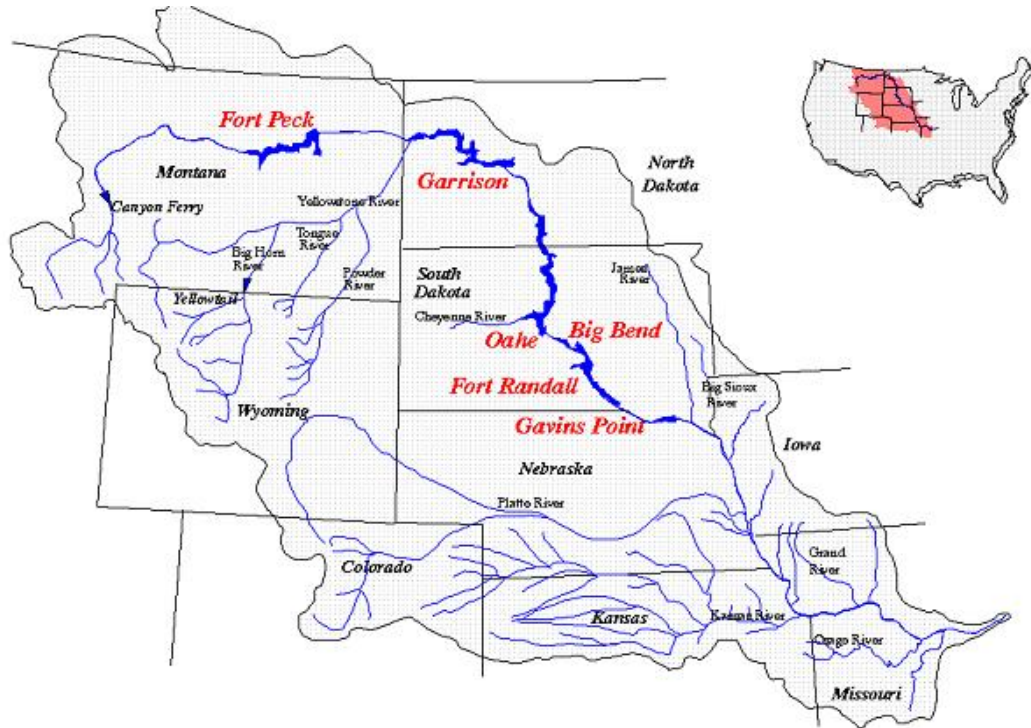 Fort Peck
Montana
Garrison
North
Dakota
Canyon Ferry
Yellowstone River
Tongue
River
Big Horn
River
Powder
River
Yellowtail
South
Dakota
James
River
Cheyenne River
Oahe
Big Bend
Fort Randall
Big Sioux
River
Wyoming
Gavins Point
Iowa
Nebraska
Platte River
Colorado
Grand
River
Kansas
Kansas River
Osage River
Missouri